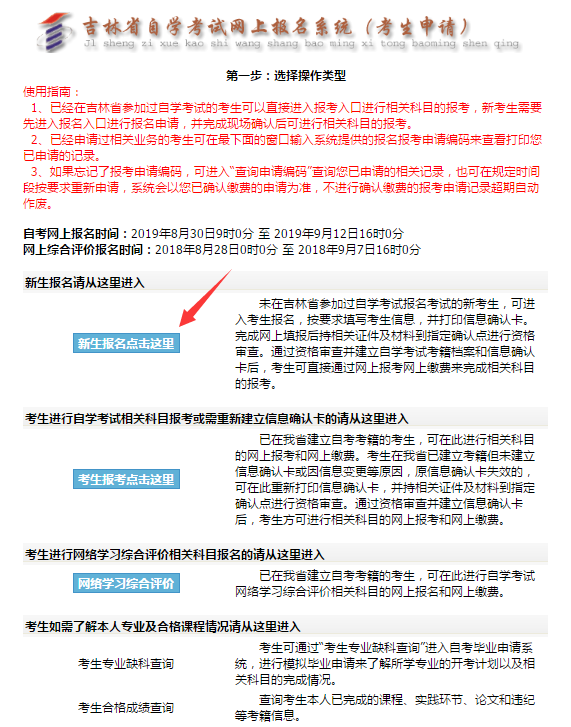 吉林省自学考试网上报名系统（考生申请）
Jl sheng zi xue kao shi wang shang bao ming xi tong baoming shen qing
第一步：选择操作类型
使用指南：
1、已经在吉林省参加过自学考试的考生可以直接进入报考入口进行相关科目的报考，新考生需要
先进入报名入口进行报名申请，并完成现场确认后可进行相关科目的报考。
2、已经申请过相关业务的考生可在最下面的窗口输入系统提供的报名报考申请编码来查看打印您
已申请的记录。
3、如果忘记了报考申请编码，可进入“查询申请编码”查询您已申请的相关记录，也可在规定时间
段按要求重新申请，系统会以您已确认缴费的申请为准，不进行确认缴费的报考申请记录超期自动
作废。
自考网上报名时间：2019年8月30日9时0分 至 2019年9月12日16时0分
网上综合评价报名时间：2018年8月28日0时0分 至 2018年9月7日16时0分
新生报名请从这里进入
新生报名点击这里
未在吉林省参加过自学考试报名考试的新考生，可进
入考生报名，按要求填写考生信息，并打印信息确认卡。
完成网上填报后持相关证件及材料到指定确认点进行资格
审查。通过资格审查并建立自学考试考籍档案和信息确认
卡后，考生可直接通过网上报考网上缴费来完成相关科目
的报考。
考生进行自学考试相关科目报考或需重新建立信息确认卡的请从这里进入
考生报考点击这里
已在我省建立自考考籍的考生，可在此进行相关科目
的网上报考和网上缴费。考生在我省已建立考籍但未建立
信息确认卡或因信息变更等原因，原信息确认卡失效的，
可在此重新打印信息确认卡，并持相关证件及材料到指定
确认点进行资格审查。通过资格审查并建立信息确认卡
后，考生方可进行相关科目的网上报考和网上缴费。
考生进行网络学习综合评价相关科目报名的请从这里进入
网络学习综合评价
已在我省建立自考考籍的考生，可在此进行自学考试
网络学习综合评价相关科目的网上报名和网上缴费。
考生如需了解本人专业及合格课程情况请从这里进入
考生专业缺科查询
考生可通过“考生专业缺科查询”进入自考毕业申请系
统，进行模拟毕业申请来了解所学专业的开考计划以及相
关科目的完成情况。
考生合格成绩查询
查询考生本人已完成的课程、实践环节、论文和违纪
等考籍信息。